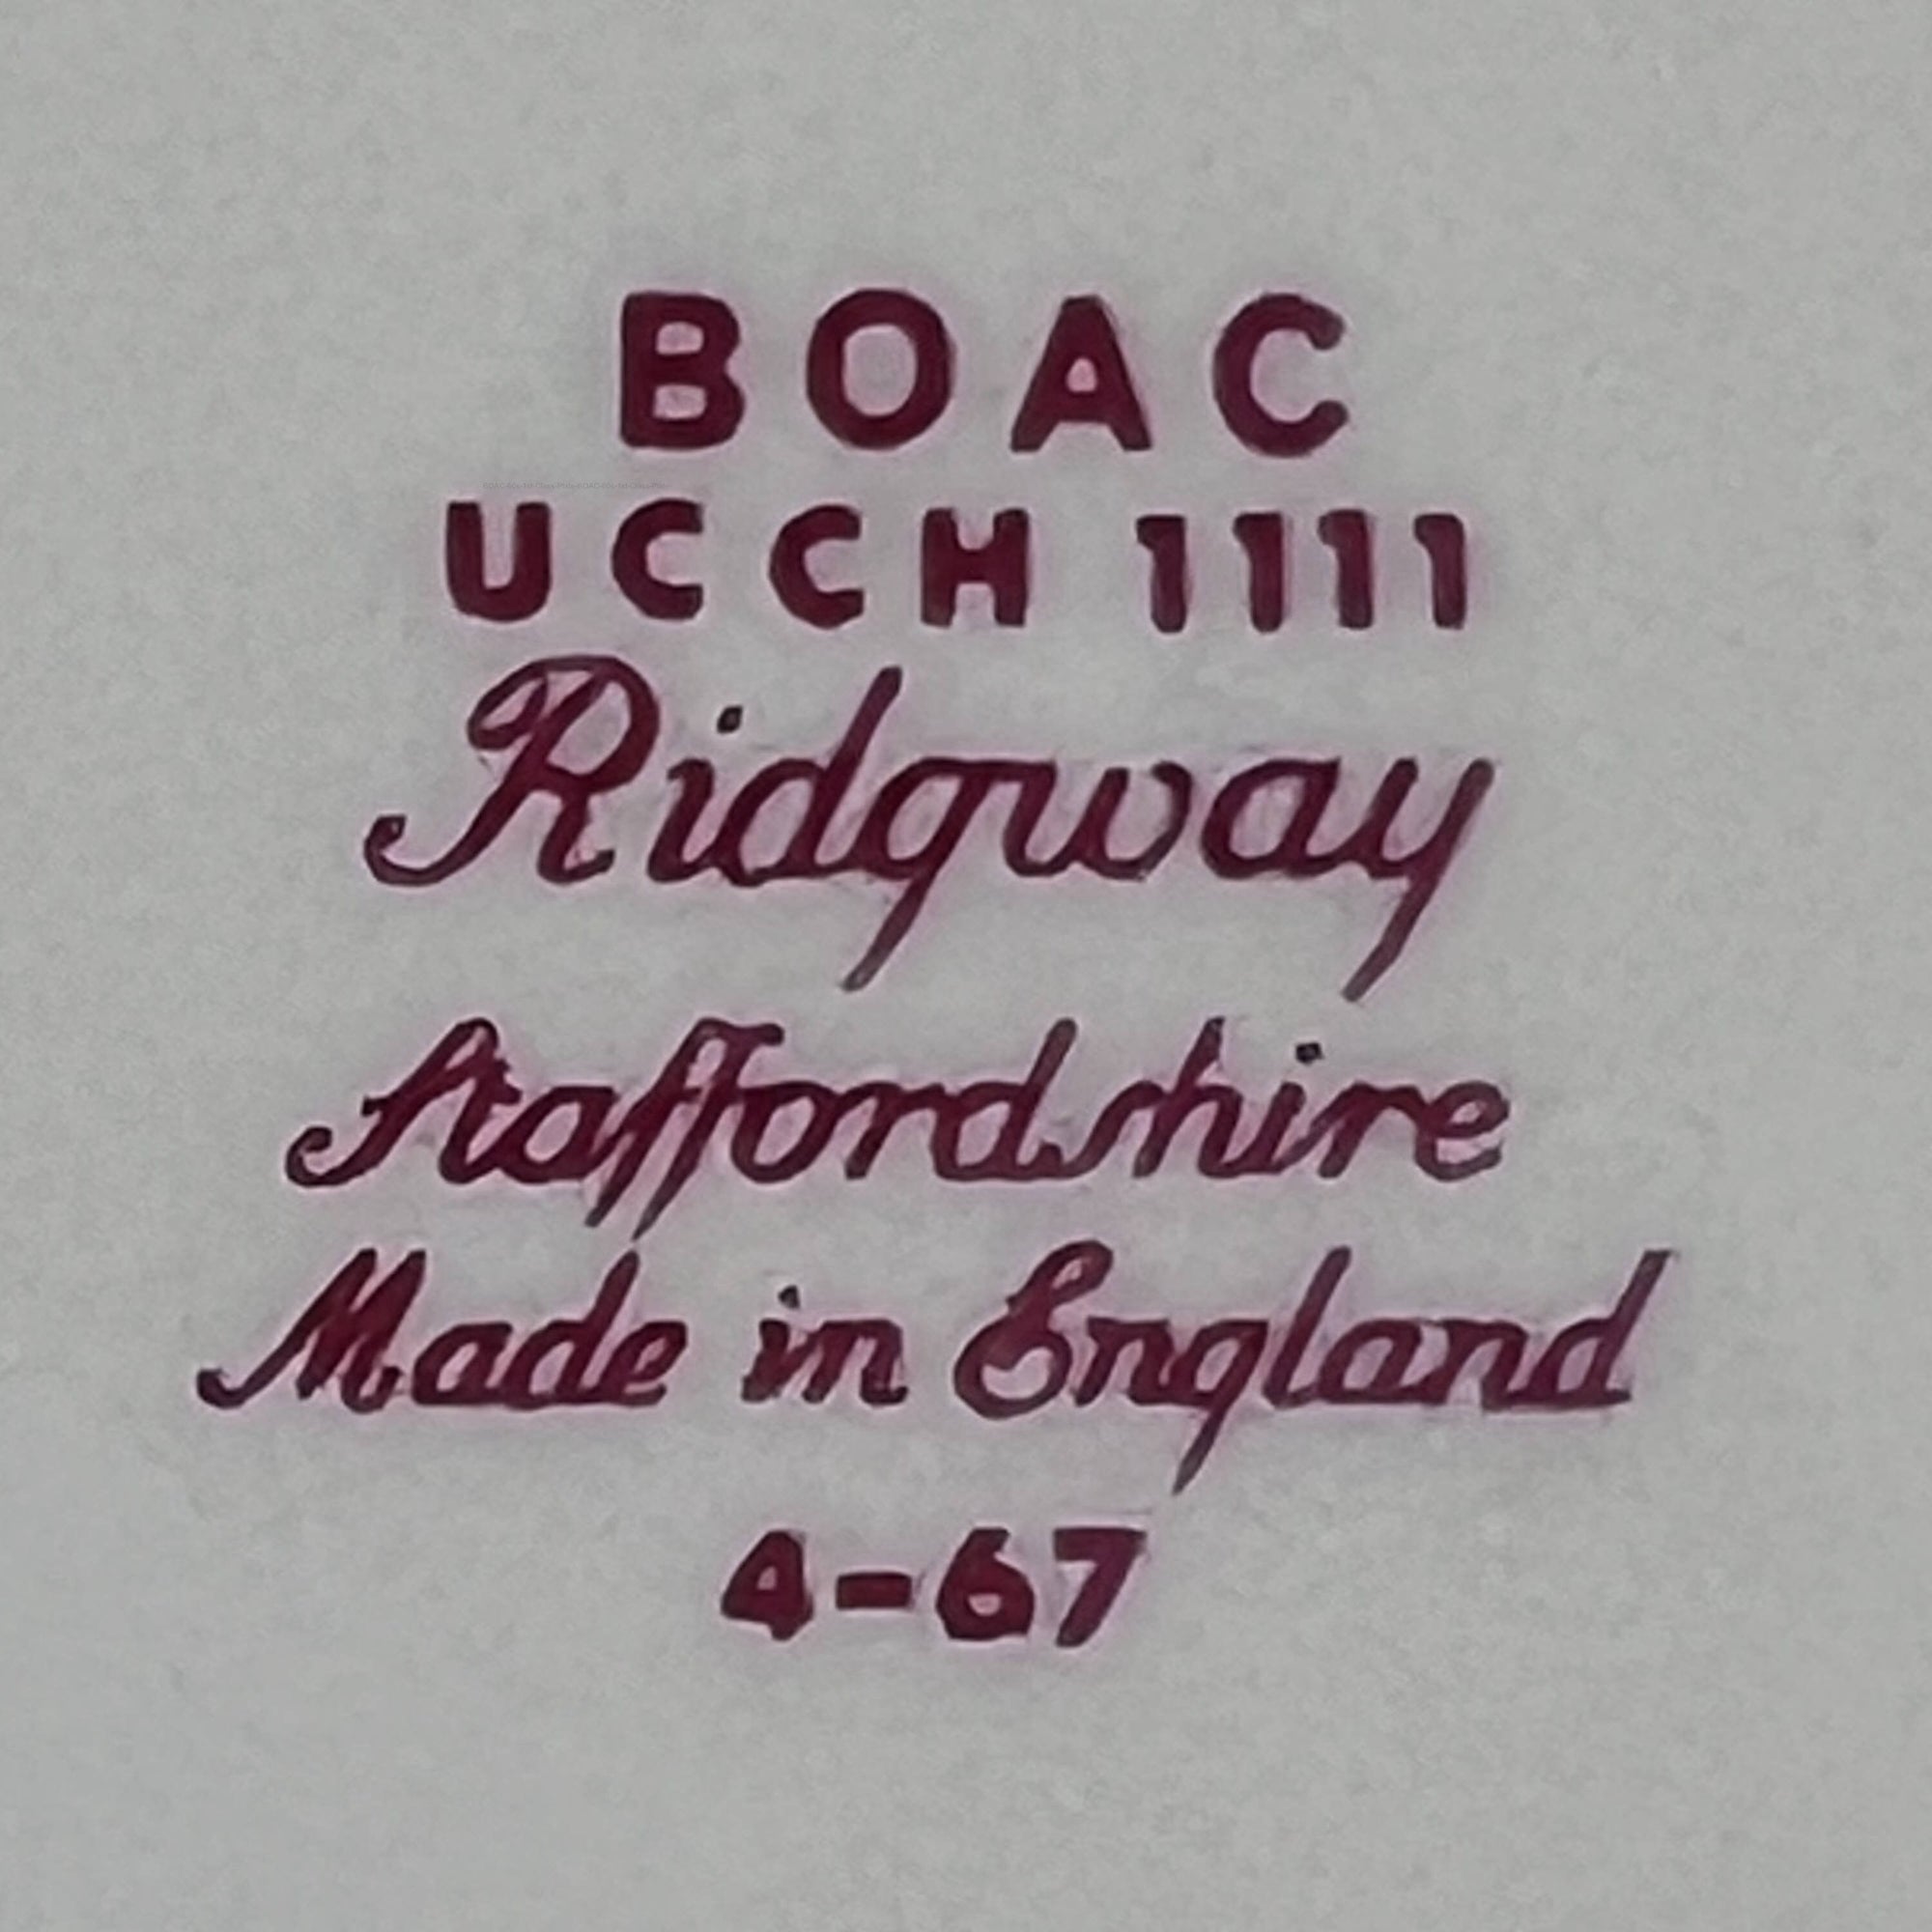 BOAC
UCCH 1111
Ridgway
Staffordshire
Made in England
4-67